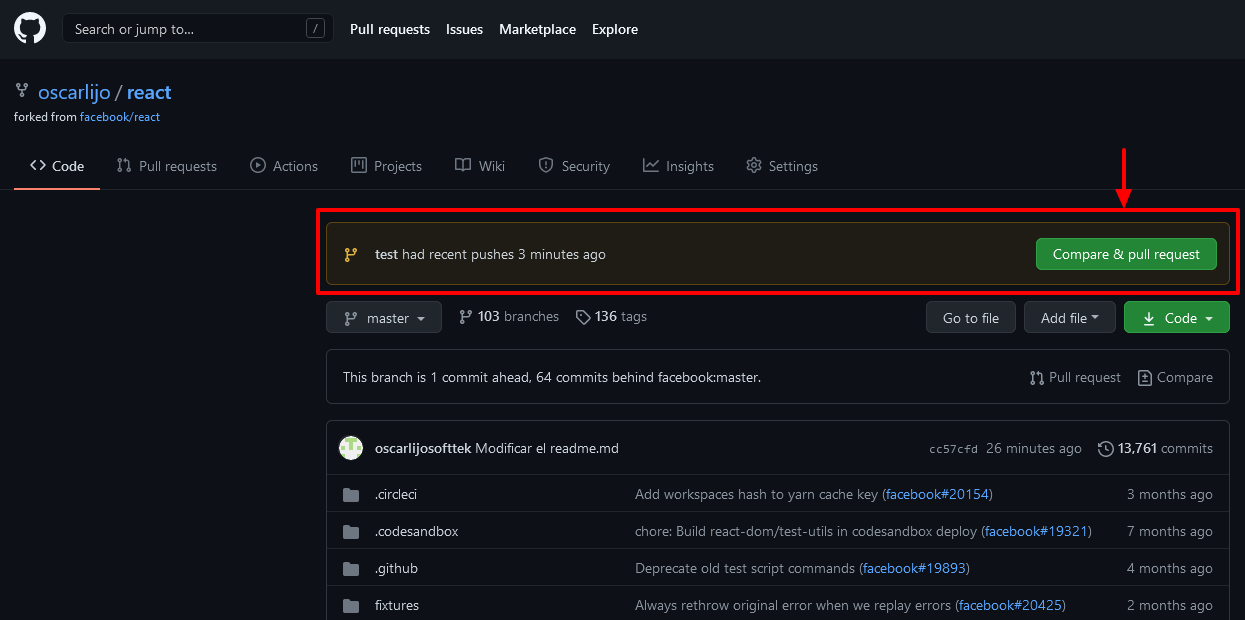 Search or jump to... /
Pull requests Issues Marketplace Explore
oscarlijo / react
forked from facebook/react
Code Pull requests Actions Projects Wiki Security Insights Settings
test had recent pushes 3 minutes ago Compare & pull request
master 103 branches 136 tags Go to file Add file Code
This branch is 1 commit ahead, 64 commits behind facebook:master. Pull request Compare
oscarlijosofttek Modificar el readme.md cc57cfd 26 minutes ago 13,761 commits
.circleci Add workspaces hash to yarn cache key (facebook#20154) 3 months ago
.codesandbox chore: Build react-dom/test-utils in codesandbox deploy (facebook#19321) 7 months ago
.github Deprecate old test script commands (facebook#19893) 4 months ago
fixtures Always rethrow original error when we replay errors (facebook#20425) 2 months ago